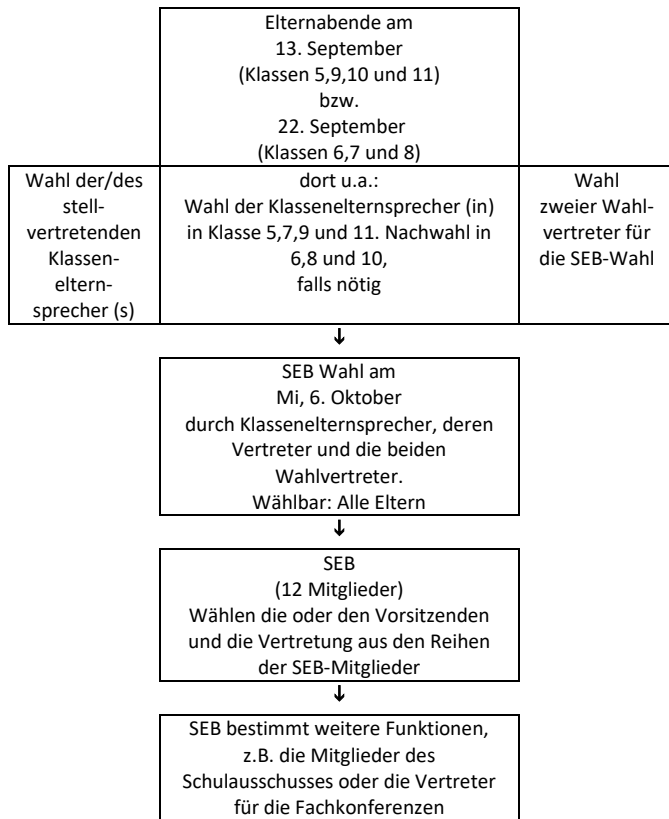 Elternabende am
13. September
(Klassen 5,9,10 und 11)
bzw.
22. September
(Klassen 6,7 und 8)
Wahl der/des
stell-
vertretenden
Klassen-
eltern-
sprecher (s)
dort u.a.:
Wahl der Klassenelternsprecher (in)
in Klasse 5,7,9 und 11. Nachwahl in
6,8 und 10,
falls nötig
Wahl
zweier Wahl-
vertreter für
die SEB-Wahl
SEB Wahl am
Mi, 6. Oktober
durch Klassenelternsprecher, deren
Vertreter und die beiden
Wahlvertreter.
Wählbar: Alle Eltern
SEB
(12 Mitglieder)
Wählen die oder den Vorsitzenden
und die Vertretung aus den Reihen
der SEB-Mitglieder
SEB bestimmt weitere Funktionen,
z.B. die Mitglieder des
Schulausschusses oder die Vertreter
für die Fachkonferenzen